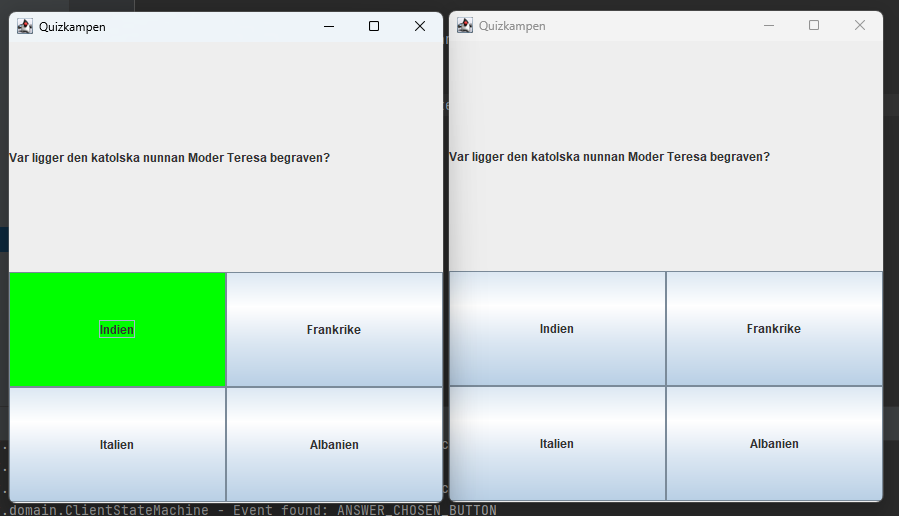 Quizkampen
Var ligger den katolska nunnan Moder Teresa begraven?
Indien
Frankrike
Italien
Albanien
Quizkampen
Var ligger den katolska nunnan Moder Teresa begraven?
Indien
Frankrike
Italien
Albanien
.domain.ClientStateMachine - Event found: ANSWER_CHOSEN_BUTTON